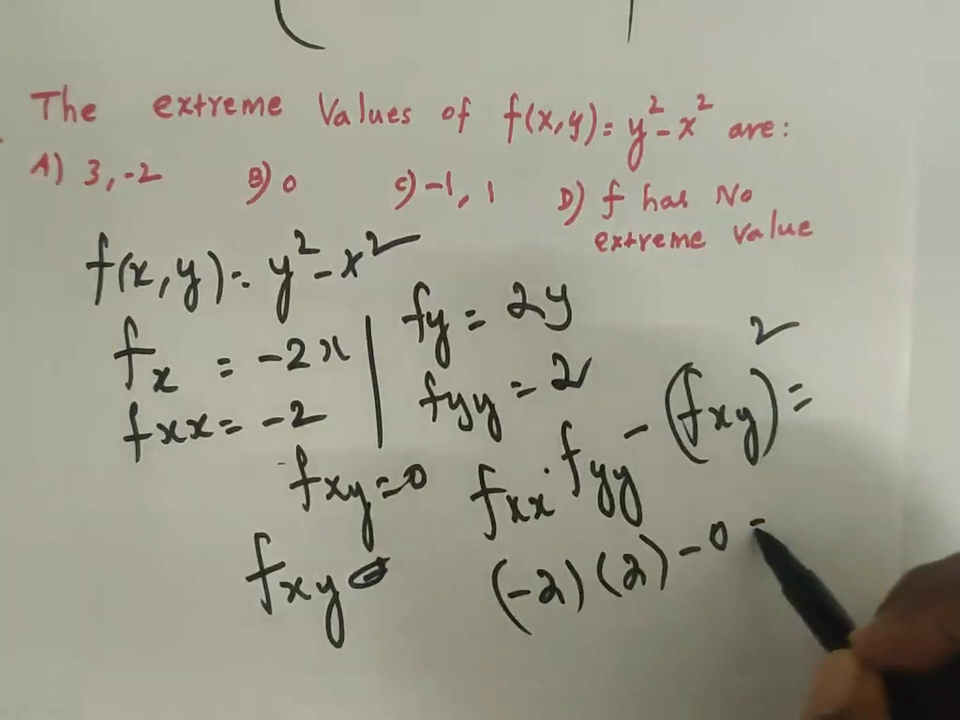 The extreme Values of f(x,y) = y² - x² are:
A) 3, -2 B) 0 C) -1, 1 D) f has No
extreme value
f(x,y) = y² - x²
fx = -2x fy = 2y
fxx = -2 fyy = 2
fxy = 0 fxx · fyy - (fxy)² =
fxy (-2)(2) - 0 =